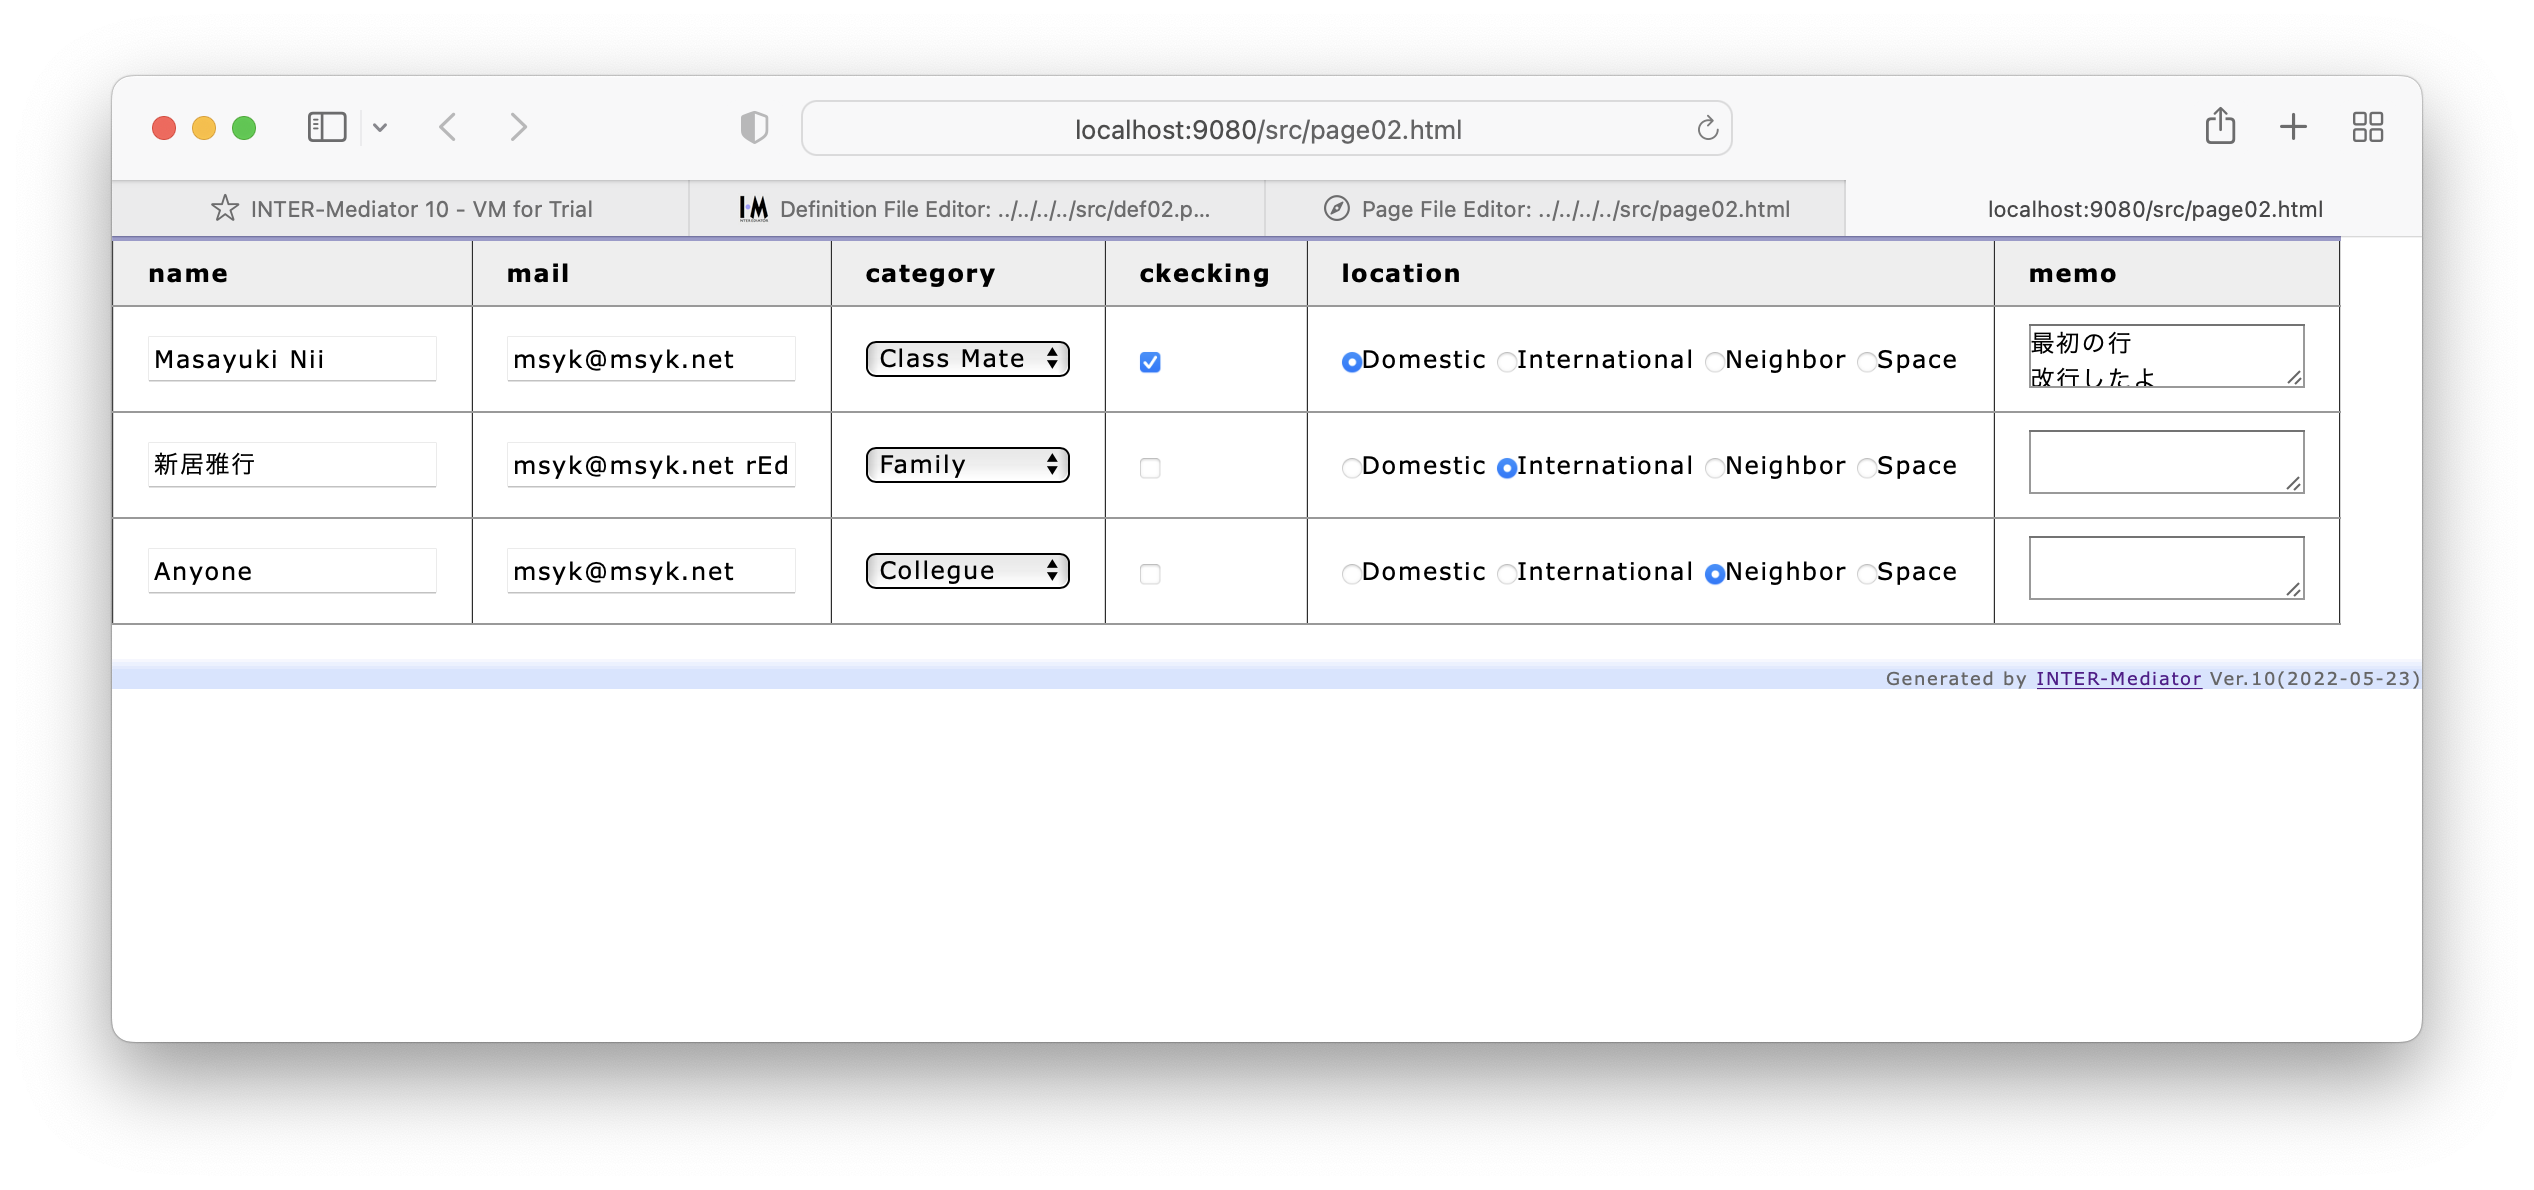 localhost:9080/src/page02.html
INTER-Mediator 10 - VM for Trial
I·M Definition File Editor: ../../../../src/def02.p...
Page File Editor: ../../../../src/page02.html
localhost:9080/src/page02.html
name mail category ckecking location memo
Masayuki Nii msyk@msyk.net Class Mate Domestic International Neighbor Space 最初の行
改行したよ
新居雅行 msyk@msyk.net rEd Family Domestic International Neighbor Space
Anyone msyk@msyk.net Collegue Domestic International Neighbor Space
Generated by INTER-Mediator Ver.10(2022-05-23)